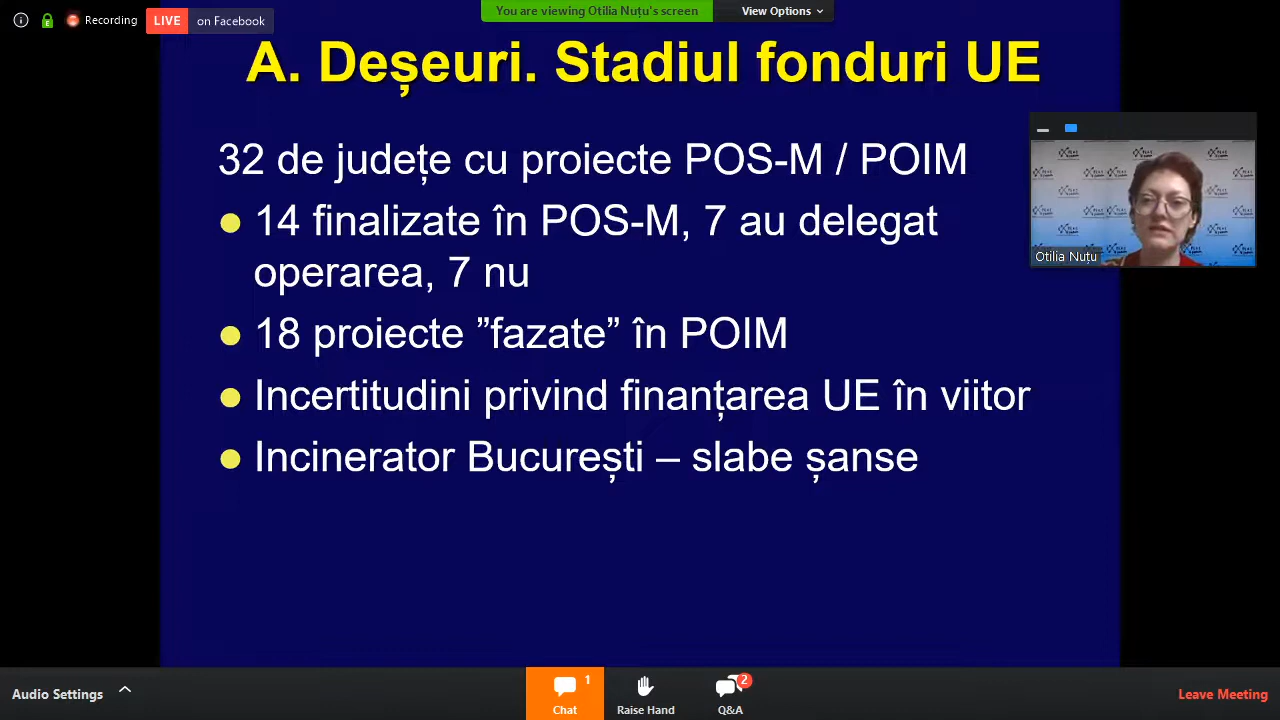 Recording
LIVE on Facebook
You are viewing Otilia Nuțu's screen
View Options
A. Deșeuri. Stadiul fonduri UE
32 de județe cu proiecte POS-M / POIM
14 finalizate în POS-M, 7 au delegat
operarea, 7 nu
18 proiecte ”fazate” în POIM
Incertitudini privind finanțarea UE în viitor
Incinerator București – slabe șanse
Otilia Nuțu
Audio Settings
1
Chat
Raise Hand
2
Q&A
Leave Meeting